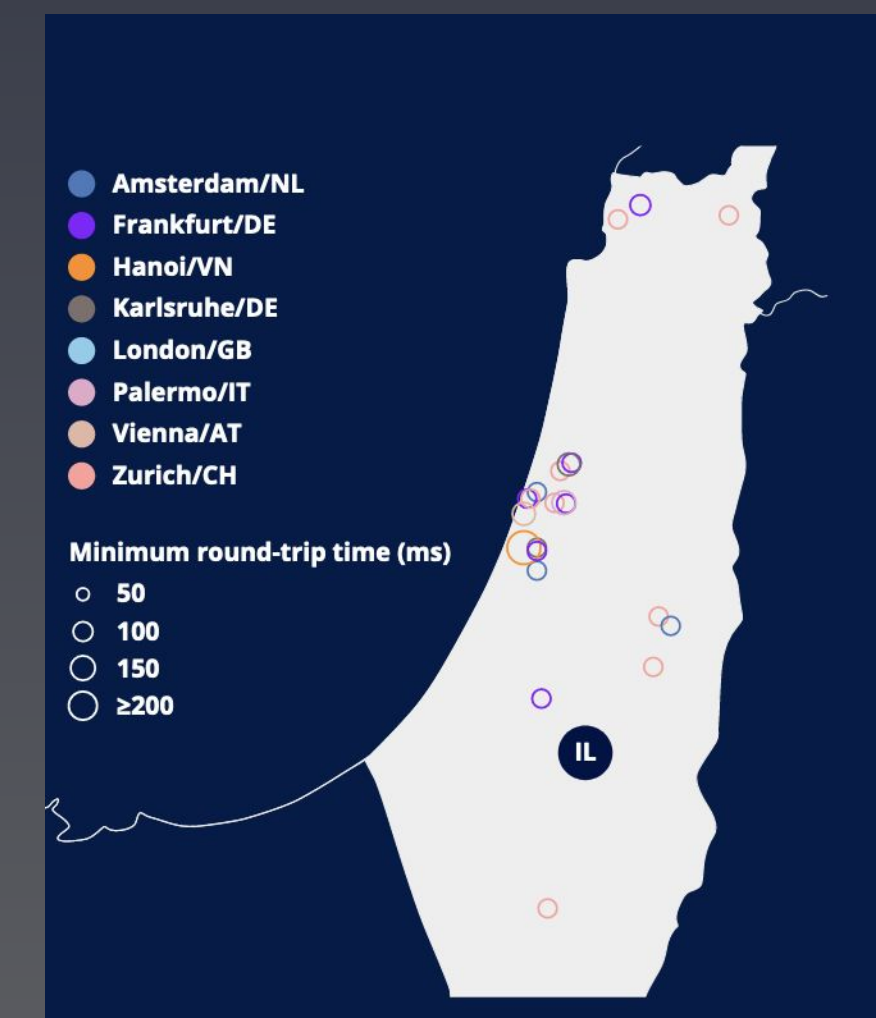 Amsterdam/NL
Frankfurt/DE
Hanoi/VN
Karlsruhe/DE
London/GB
Palermo/IT
Vienna/AT
Zurich/CH
Minimum round-trip time (ms)
50
100
150
≥200
IL